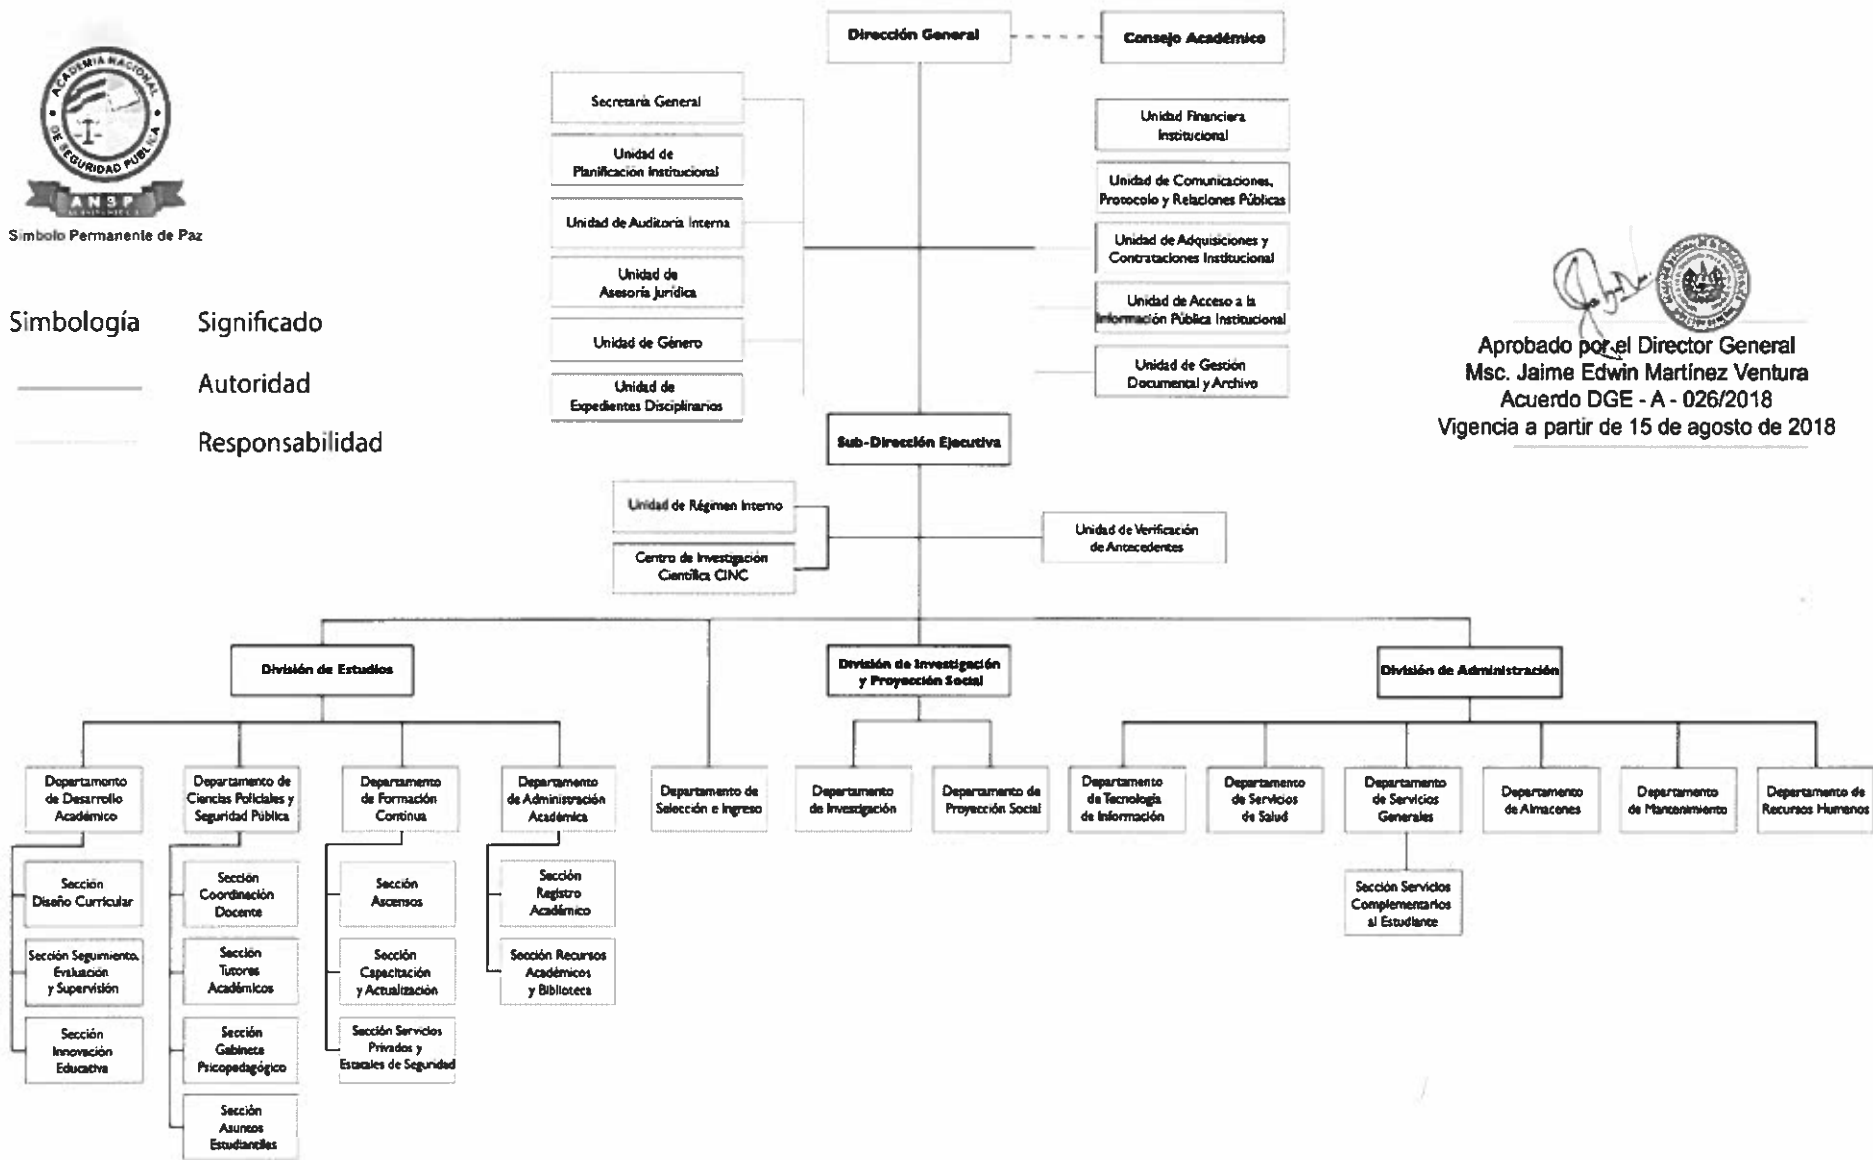 Dirección General
Consejo Académico
ACADEMIA NACIONAL
DE SEGURIDAD PUBLICA
ANSP
Símbolo Permanente de Paz
Secretaría General
Unidad de
Planificación Institucional
Unidad de Auditoría Interna
Unidad de
Asesoría Jurídica
Unidad de Género
Unidad de
Expedientes Disciplinarios
Unidad Financiera
Institucional
Unidad de Comunicaciones,
Protocolo y Relaciones Públicas
Unidad de Adquisiciones y
Contrataciones Institucional
Unidad de Acceso a la
Información Pública Institucional
Unidad de Gestión
Documental y Archivo
Simbología
Significado
Autoridad
Responsabilidad
Aprobado por el Director General
Msc. Jaime Edwin Martínez Ventura
Acuerdo DGE - A - 026/2018
Vigencia a partir de 15 de agosto de 2018
Sub-Dirección Ejecutiva
Unidad de Régimen Interno
Centro de Investigación
Científica CINC
Unidad de Verificación
de Antecedentes
División de Estudios
División de Investigación
y Proyección Social
División de Administración
Departamento
de Desarrollo
Académico
Departamento de
Ciencias Policiales y
Seguridad Pública
Departamento
de Formación
Continua
Departamento
de Administración
Académica
Departamento de
Selección e Ingreso
Departamento
de Investigación
Departamento de
Proyección Social
Departamento
de Tecnología
de Información
Departamento
de Servicios
de Salud
Departamento
de Servicios
Generales
Departamento
de Almacenes
Departamento
de Mantenimiento
Departamento de
Recursos Humanos
Sección
Diseño Curricular
Sección Seguimiento,
Evaluación
y Supervisión
Sección
Innovación
Educativa
Sección
Coordinación
Docente
Sección
Tutores
Académicos
Sección
Gabinete
Psicopedagógico
Sección
Asuntos
Estudiantiles
Sección
Ascensos
Sección
Capacitación
y Actualización
Sección Servicios
Privados y
Estatales de Seguridad
Sección
Registro
Académico
Sección Recursos
Académicos
y Biblioteca
Sección Servicios
Complementarios
al Estudiante